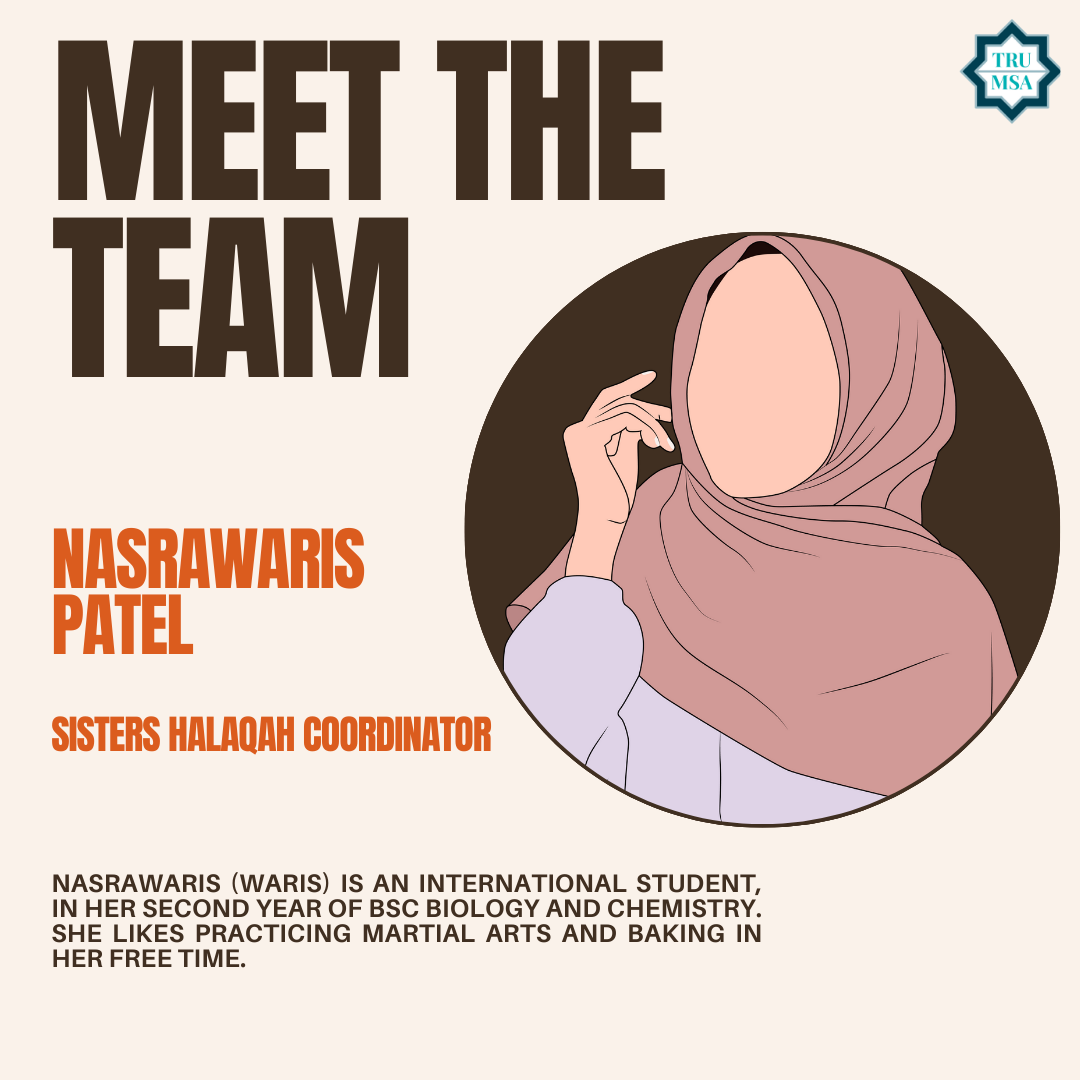 MEET THE
TEAM
TRU
MSA
NASRAWARIS
PATEL
SISTERS HALAQAH COORDINATOR
NASRAWARIS (WARIS) IS AN INTERNATIONAL STUDENT,
IN HER SECOND YEAR OF BSC BIOLOGY AND CHEMISTRY.
SHE LIKES PRACTICING MARTIAL ARTS AND BAKING IN
HER FREE TIME.